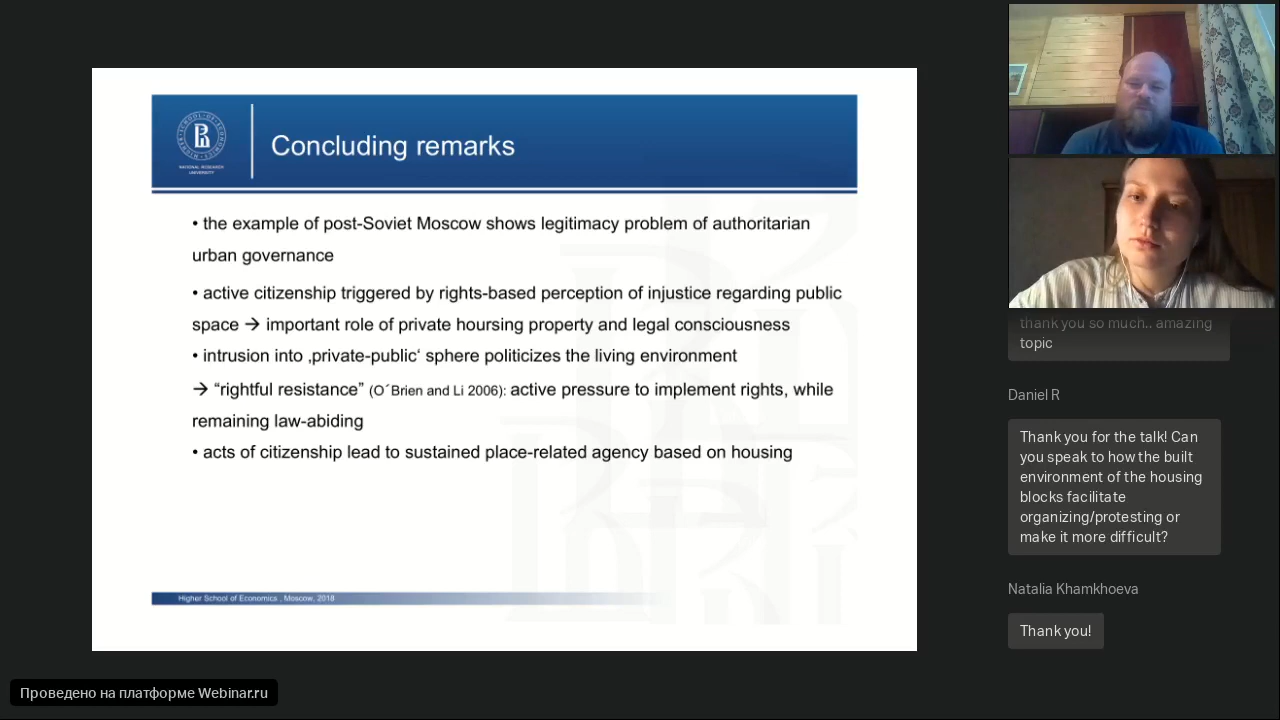 NATIONAL RESEARCH
UNIVERSITY
Concluding remarks
• the example of post-Soviet Moscow shows legitimacy problem of authoritarian
urban governance
• active citizenship triggered by rights-based perception of injustice regarding public
space → important role of private hoursing property and legal consciousness
• intrusion into ‚private-public‘ sphere politicizes the living environment
→ “rightful resistance” (O´Brien and Li 2006): active pressure to implement rights, while
remaining law-abiding
• acts of citizenship lead to sustained place-related agency based on housing
Higher School of Economics , Moscow, 2018
thank you so much.. amazing
topic
Daniel R
Thank you for the talk! Can
you speak to how the built
environment of the housing
blocks facilitate
organizing/protesting or
make it more difficult?
Natalia Khamkhoeva
Thank you!
Проведено на платформе Webinar.ru